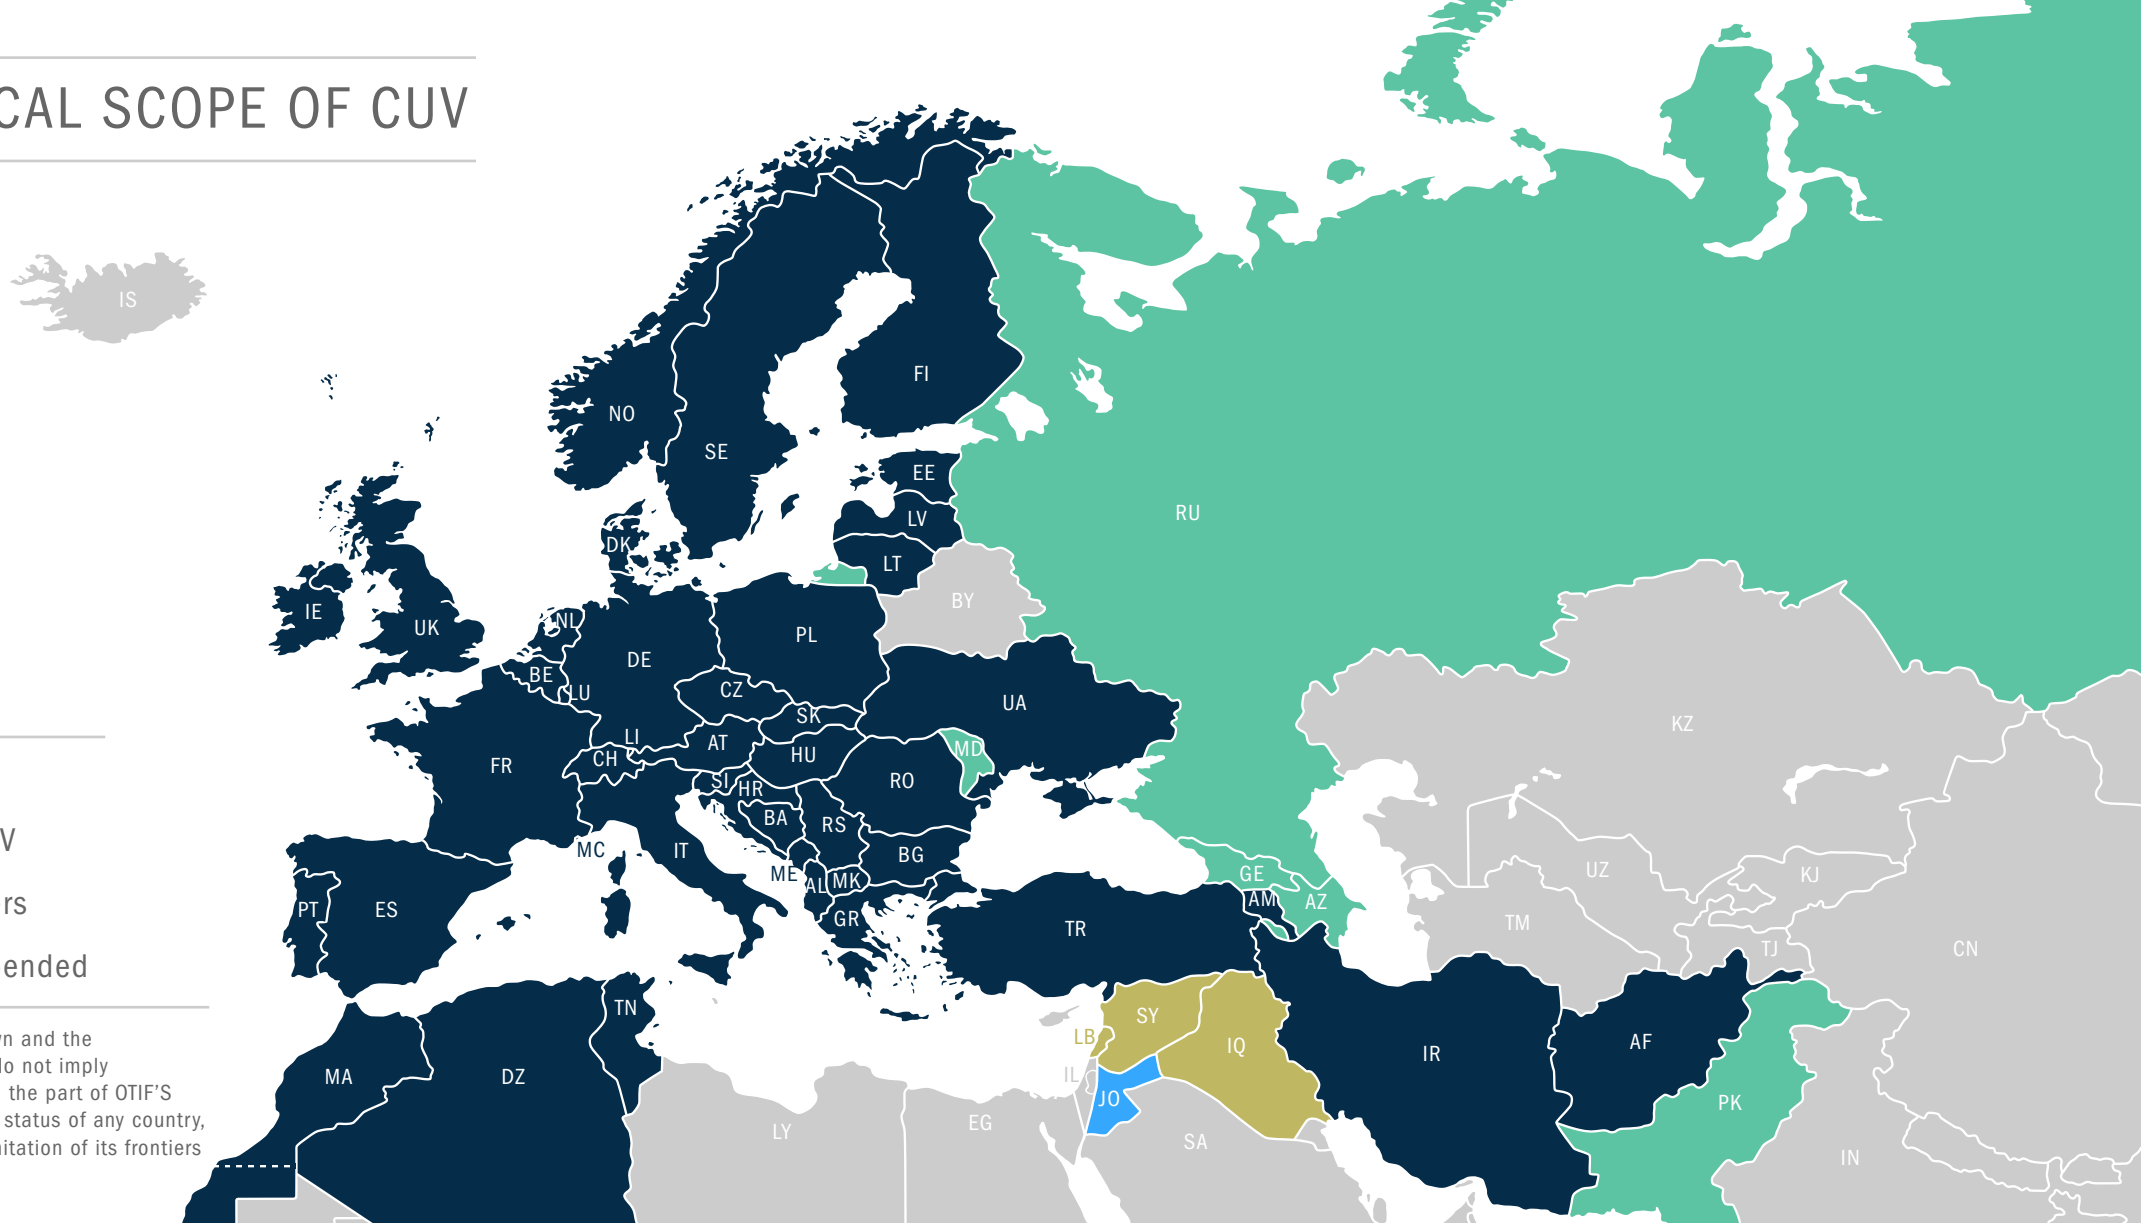 CAL SCOPE OF CUV
IS
FI
NO
SE
EE
RU
LV
DK
LT
BY
IE
NL
UK
PL
DE
BE
CZ
LU
UA
SK
KZ
LI
AT
MD
HU
CH
FR
RO
SI
HR
BA
RS
V
MC
IT
BG
UZ
ME
GE
KJ
AL
MK
AM
AZ
rs
PT
ES
GR
TR
TM
TJ
CN
ended
TN
SY
LB
IQ
AF
wn and the
IR
do not imply
IL
MA
DZ
the part of OTIF'S
JO
PK
status of any country,
EG
LY
SA
mitation of its frontiers
IN